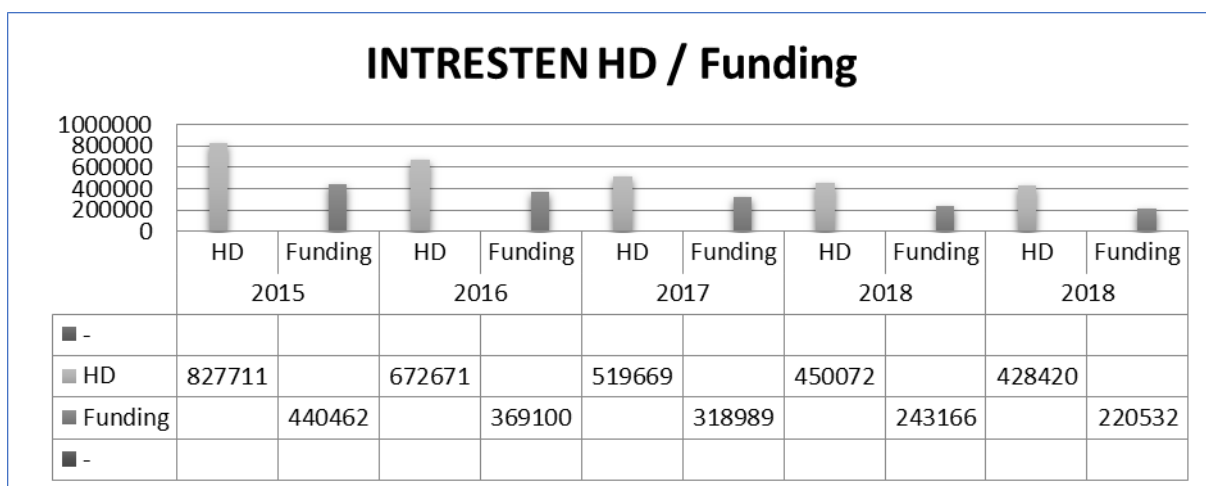 INTRESTEN HD / Funding
1000000
800000
600000
400000
200000
0
HD Funding HD Funding HD Funding HD Funding HD Funding
2015 2016 2017 2018 2018
-
HD 827711 672671 519669 450072 428420
Funding 440462 369100 318989 243166 220532
-